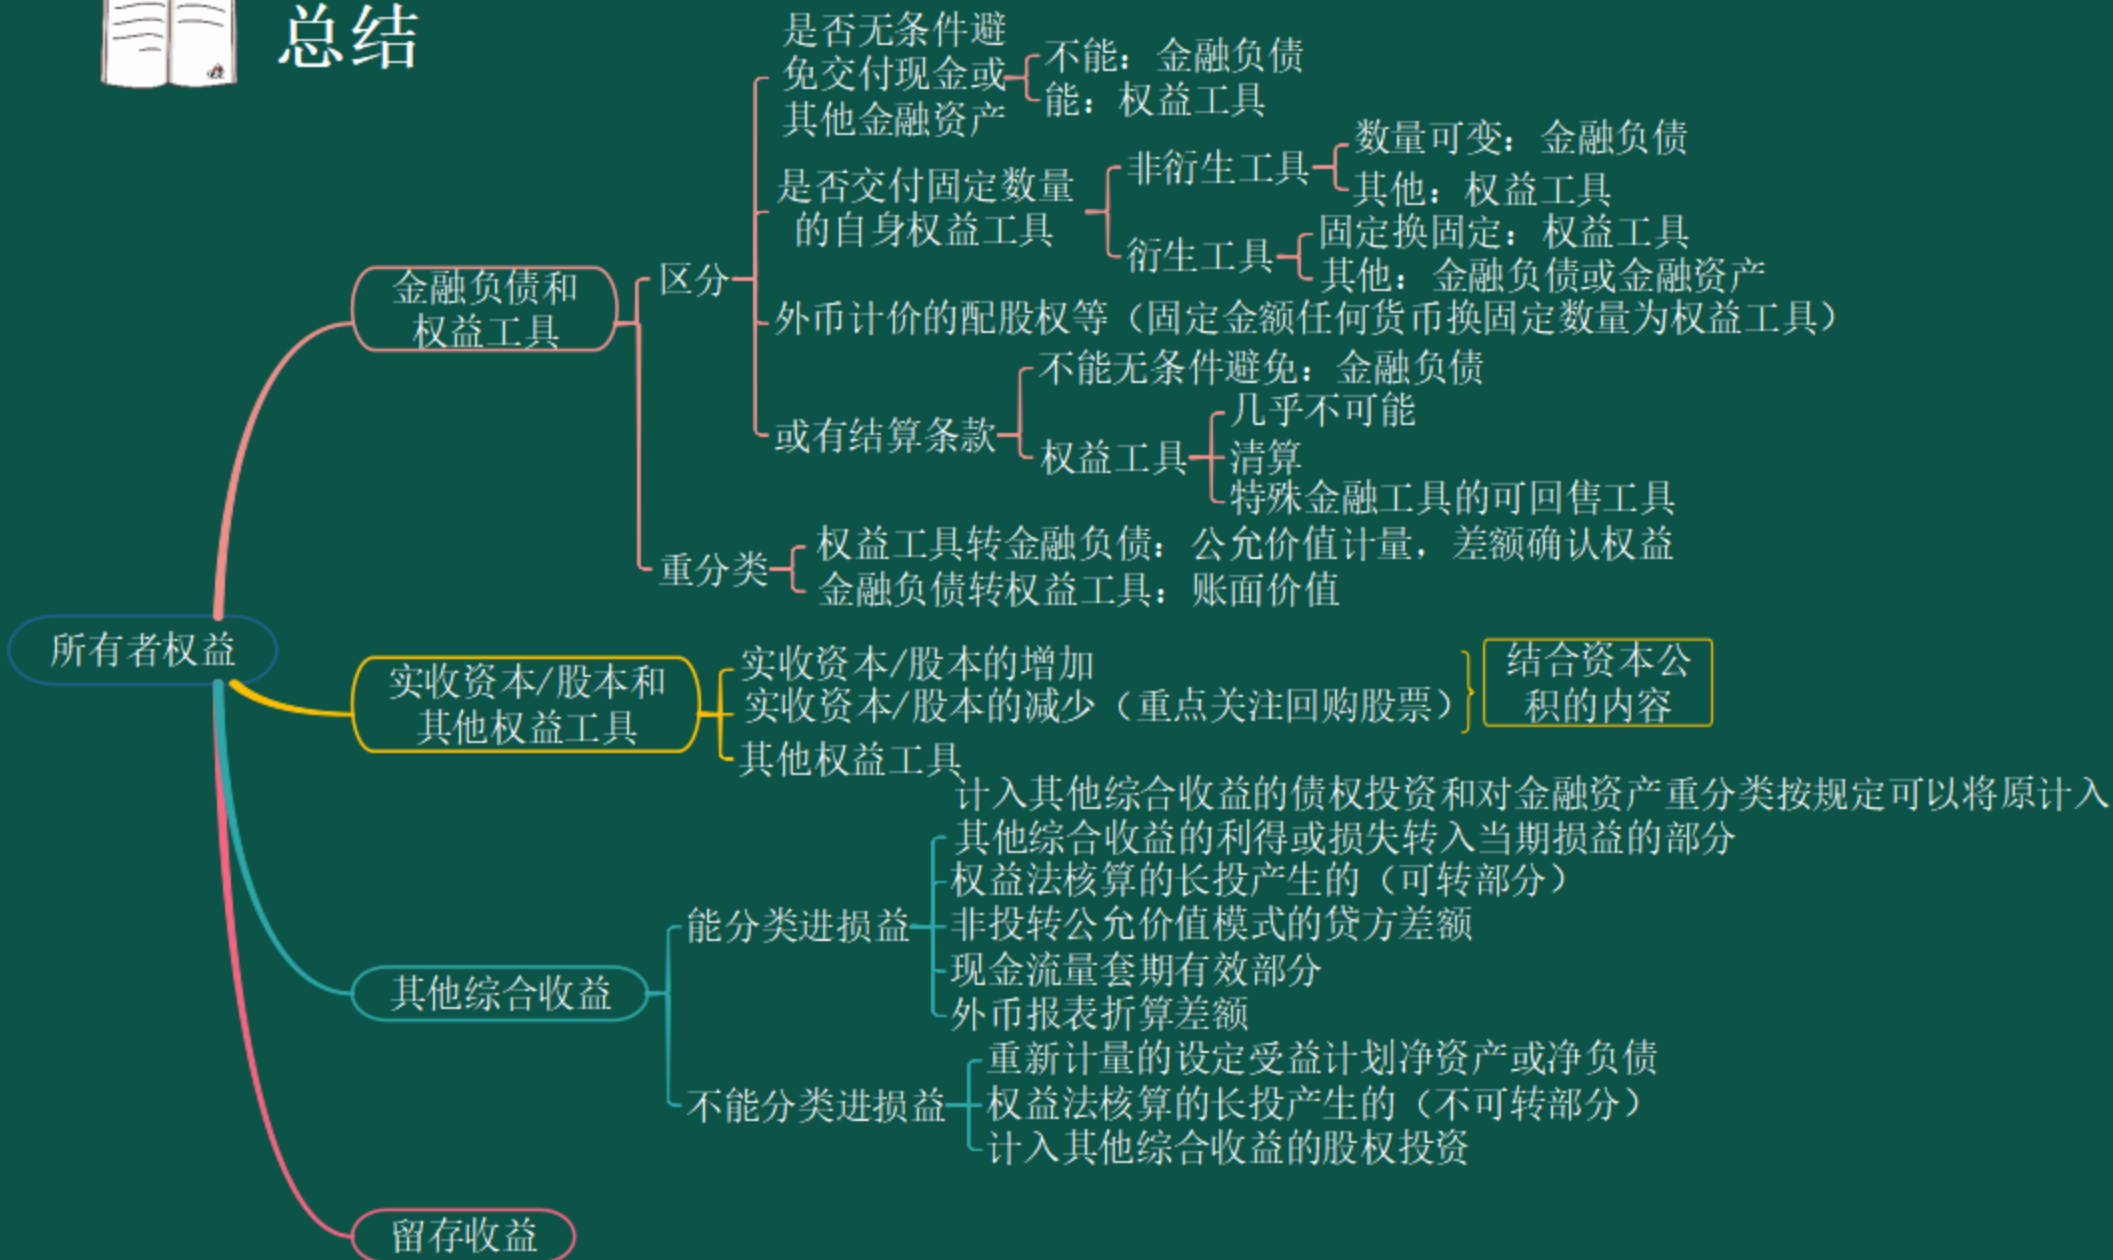 总结
是否无条件避
免交付现金或
其他金融资产
不能：金融负债
能：权益工具
是否交付固定数量
的自身权益工具
非衍生工具
数量可变：金融负债
其他：权益工具
衍生工具
固定换固定：权益工具
其他：金融负债或金融资产
金融负债和
权益工具
区分
外币计价的配股权等（固定金额任何货币换固定数量为权益工具）
或有结算条款
不能无条件避免：金融负债
权益工具
几乎不可能
清算
特殊金融工具的可回售工具
重分类
权益工具转金融负债：公允价值计量，差额确认权益
金融负债转权益工具：账面价值
所有者权益
实收资本/股本和
其他权益工具
实收资本/股本的增加
实收资本/股本的减少（重点关注回购股票）
结合资本公
积的内容
其他权益工具
其他综合收益
能分类进损益
计入其他综合收益的债权投资和对金融资产重分类按规定可以将原计入
其他综合收益的利得或损失转入当期损益的部分
权益法核算的长投产生的（可转部分）
非投转公允价值模式的贷方差额
现金流量套期有效部分
外币报表折算差额
不能分类进损益
重新计量的设定受益计划净资产或净负债
权益法核算的长投产生的（不可转部分）
计入其他综合收益的股权投资
留存收益